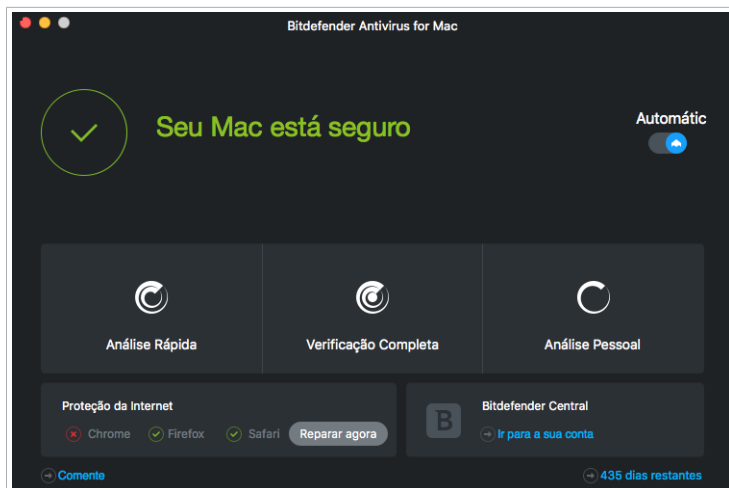 Bitdefender Antivirus for Mac
Seu Mac está seguro
Automátic
Análise Rápida
Verificação Completa
Análise Pessoal
Proteção da Internet
Chrome Firefox Safari Reparar agora
B
Bitdefender Central
Ir para a sua conta
Comente
435 dias restantes